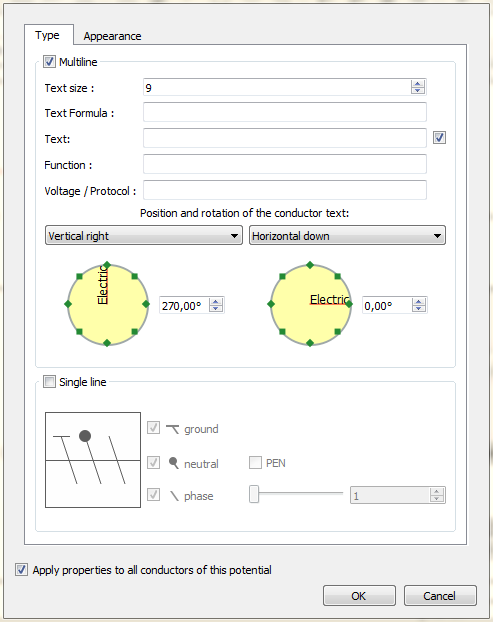 Type Appearance
Multiline
Text size : 9
Text Formula :
Text:
Function :
Voltage / Protocol :
Position and rotation of the conductor text:
Vertical right Horizontal down
Electric 270,00° Electric 0,00°
Single line
ground
neutral PEN
phase 1
Apply properties to all conductors of this potential
OK Cancel